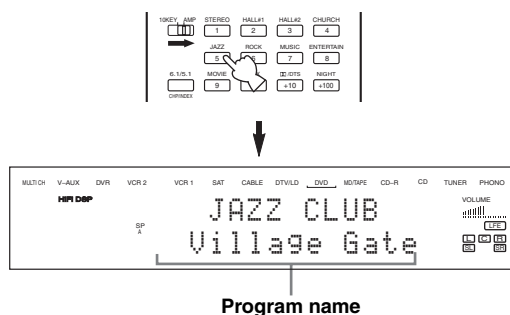 10KEY AMP STEREO HALL#1 HALL#2 CHURCH
1 2 3 4
JAZZ ROCK MUSIC ENTERTAIN
5 6 7 8
6.1/5.1 MOVIE /DTS NIGHT
9 +10 +100
CHP/INDEX
MULTI CH V-AUX DVR VCR 2 VCR 1 SAT CABLE DTV/LD DVD MD/TAPE CD-R CD TUNER PHONO
HiFi DSP VOLUME
JAZZ CLUB
SP
A
LFE
L C R
SL SR
Village Gate
Program name